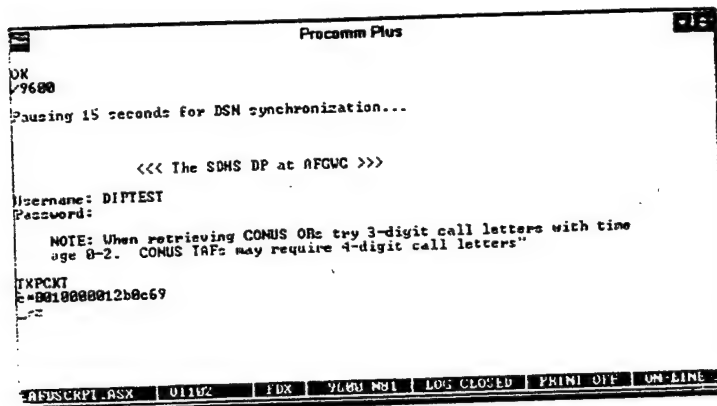 Procomm Plus
OK
/9600
Pausing 15 seconds for DSN synchronization...
<<< The SDHS DP at AFGWC >>>
Username: DIPTEST
Password:
NOTE: When retrieving CONUS OBs try 3-digit call letters with time
age 0-2. CONUS TAFs may require 4-digit call letters"
TXPCKT
AFDSCRPT.ASX FDX 9600 N81 LOG CLOSED PRINT OFF ON-LINE